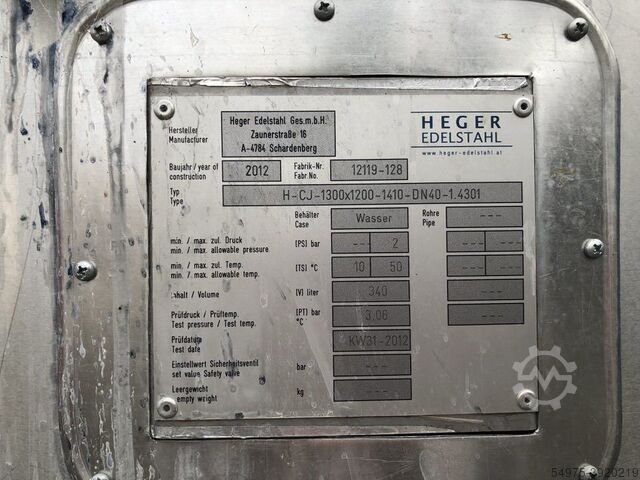 HEGER
EDELSTAHL
www.heger-edelstahl.at
Hersteller
Manufacturer
Heger Edelstahl Ges.m.b.H.
Zaunerstraße 16
A-4784 Schardenberg
Baujahr / year of
construction
2012
Fabrik-Nr.
Fabr No.
12119-128
Typ
Type
H-CJ-1300x1200-1410-DN40-1.4301
Behälter
Case
Wasser
Rohre
Pipe
---
min. / max. zul. Druck
min. / max. allowable pressure.
[PS] bar
-- 2
--- ---
min. / max. zul. Temp.
min. / max. allowable temp.
[TS] °C
10 50
--- ---
Inhalt / Volume
[V] liter
340
---
Prüfdruck / Prüftemp.
Test pressure / Test temp.
[PT] bar
°C
3,06
---
Prüfdatum
Test date
KW31-2012
Einstellwert Sicherheitsventil
set value Safety valve
bar
---
Leergewicht
empty weight
kg
---
54975-3920219